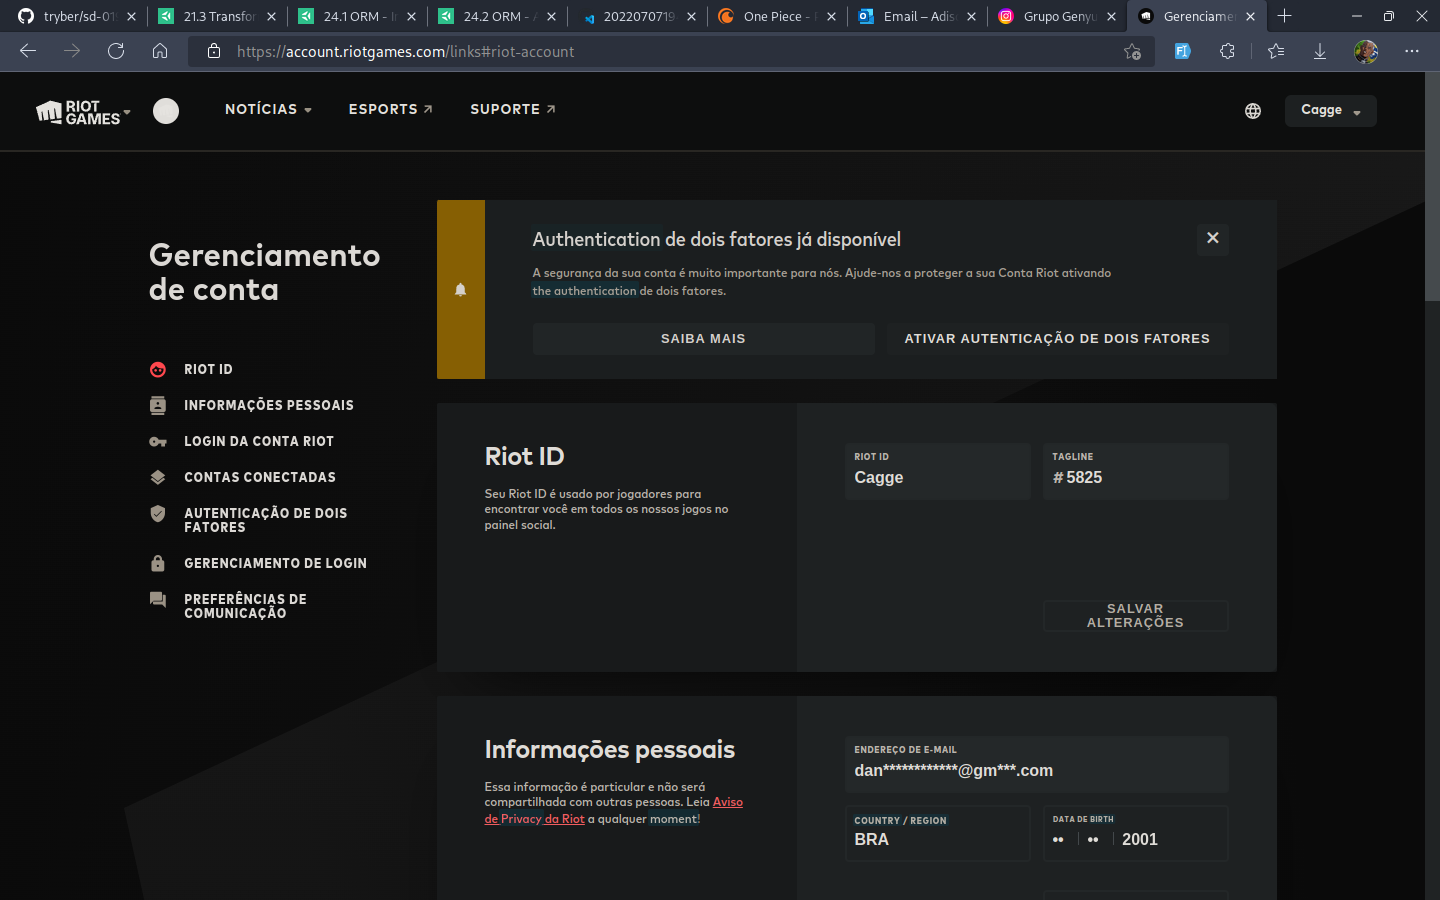 tryber/sd-01
21.3 Transfor
24.1 ORM - I
24.2 ORM - A
2022070719
One Piece -
Email – Adis
Grupo Genyu
Gerenciame
https://account.riotgames.com/links#riot-account
RIOT GAMES
NOTÍCIAS
ESPORTS
SUPORTE
Cagge
Gerenciamento
de conta
RIOT ID
INFORMAÇÕES PESSOAIS
LOGIN DA CONTA RIOT
CONTAS CONECTADAS
AUTENTICAÇÃO DE DOIS
FATORES
GERENCIAMENTO DE LOGIN
PREFERÊNCIAS DE
COMUNICAÇÃO
Authentication de dois fatores já disponível
A segurança da sua conta é muito importante para nós. Ajude-nos a proteger a sua Conta Riot ativando
the authentication de dois fatores.
SAIBA MAIS
ATIVAR AUTENTICAÇÃO DE DOIS FATORES
Riot ID
Seu Riot ID é usado por jogadores para
encontrar você em todos os nossos jogos no
painel social.
RIOT ID
Cagge
TAGLINE
# 5825
SALVAR
ALTERAÇÕES
Informações pessoais
Essa informação é particular e não será
compartilhada com outras pessoas. Leia Aviso
de Privacy da Riot a qualquer moment!
ENDEREÇO DE E-MAIL
dan************@gm***.com
COUNTRY / REGION
BRA
DATA DE BIRTH
•• •• 2001